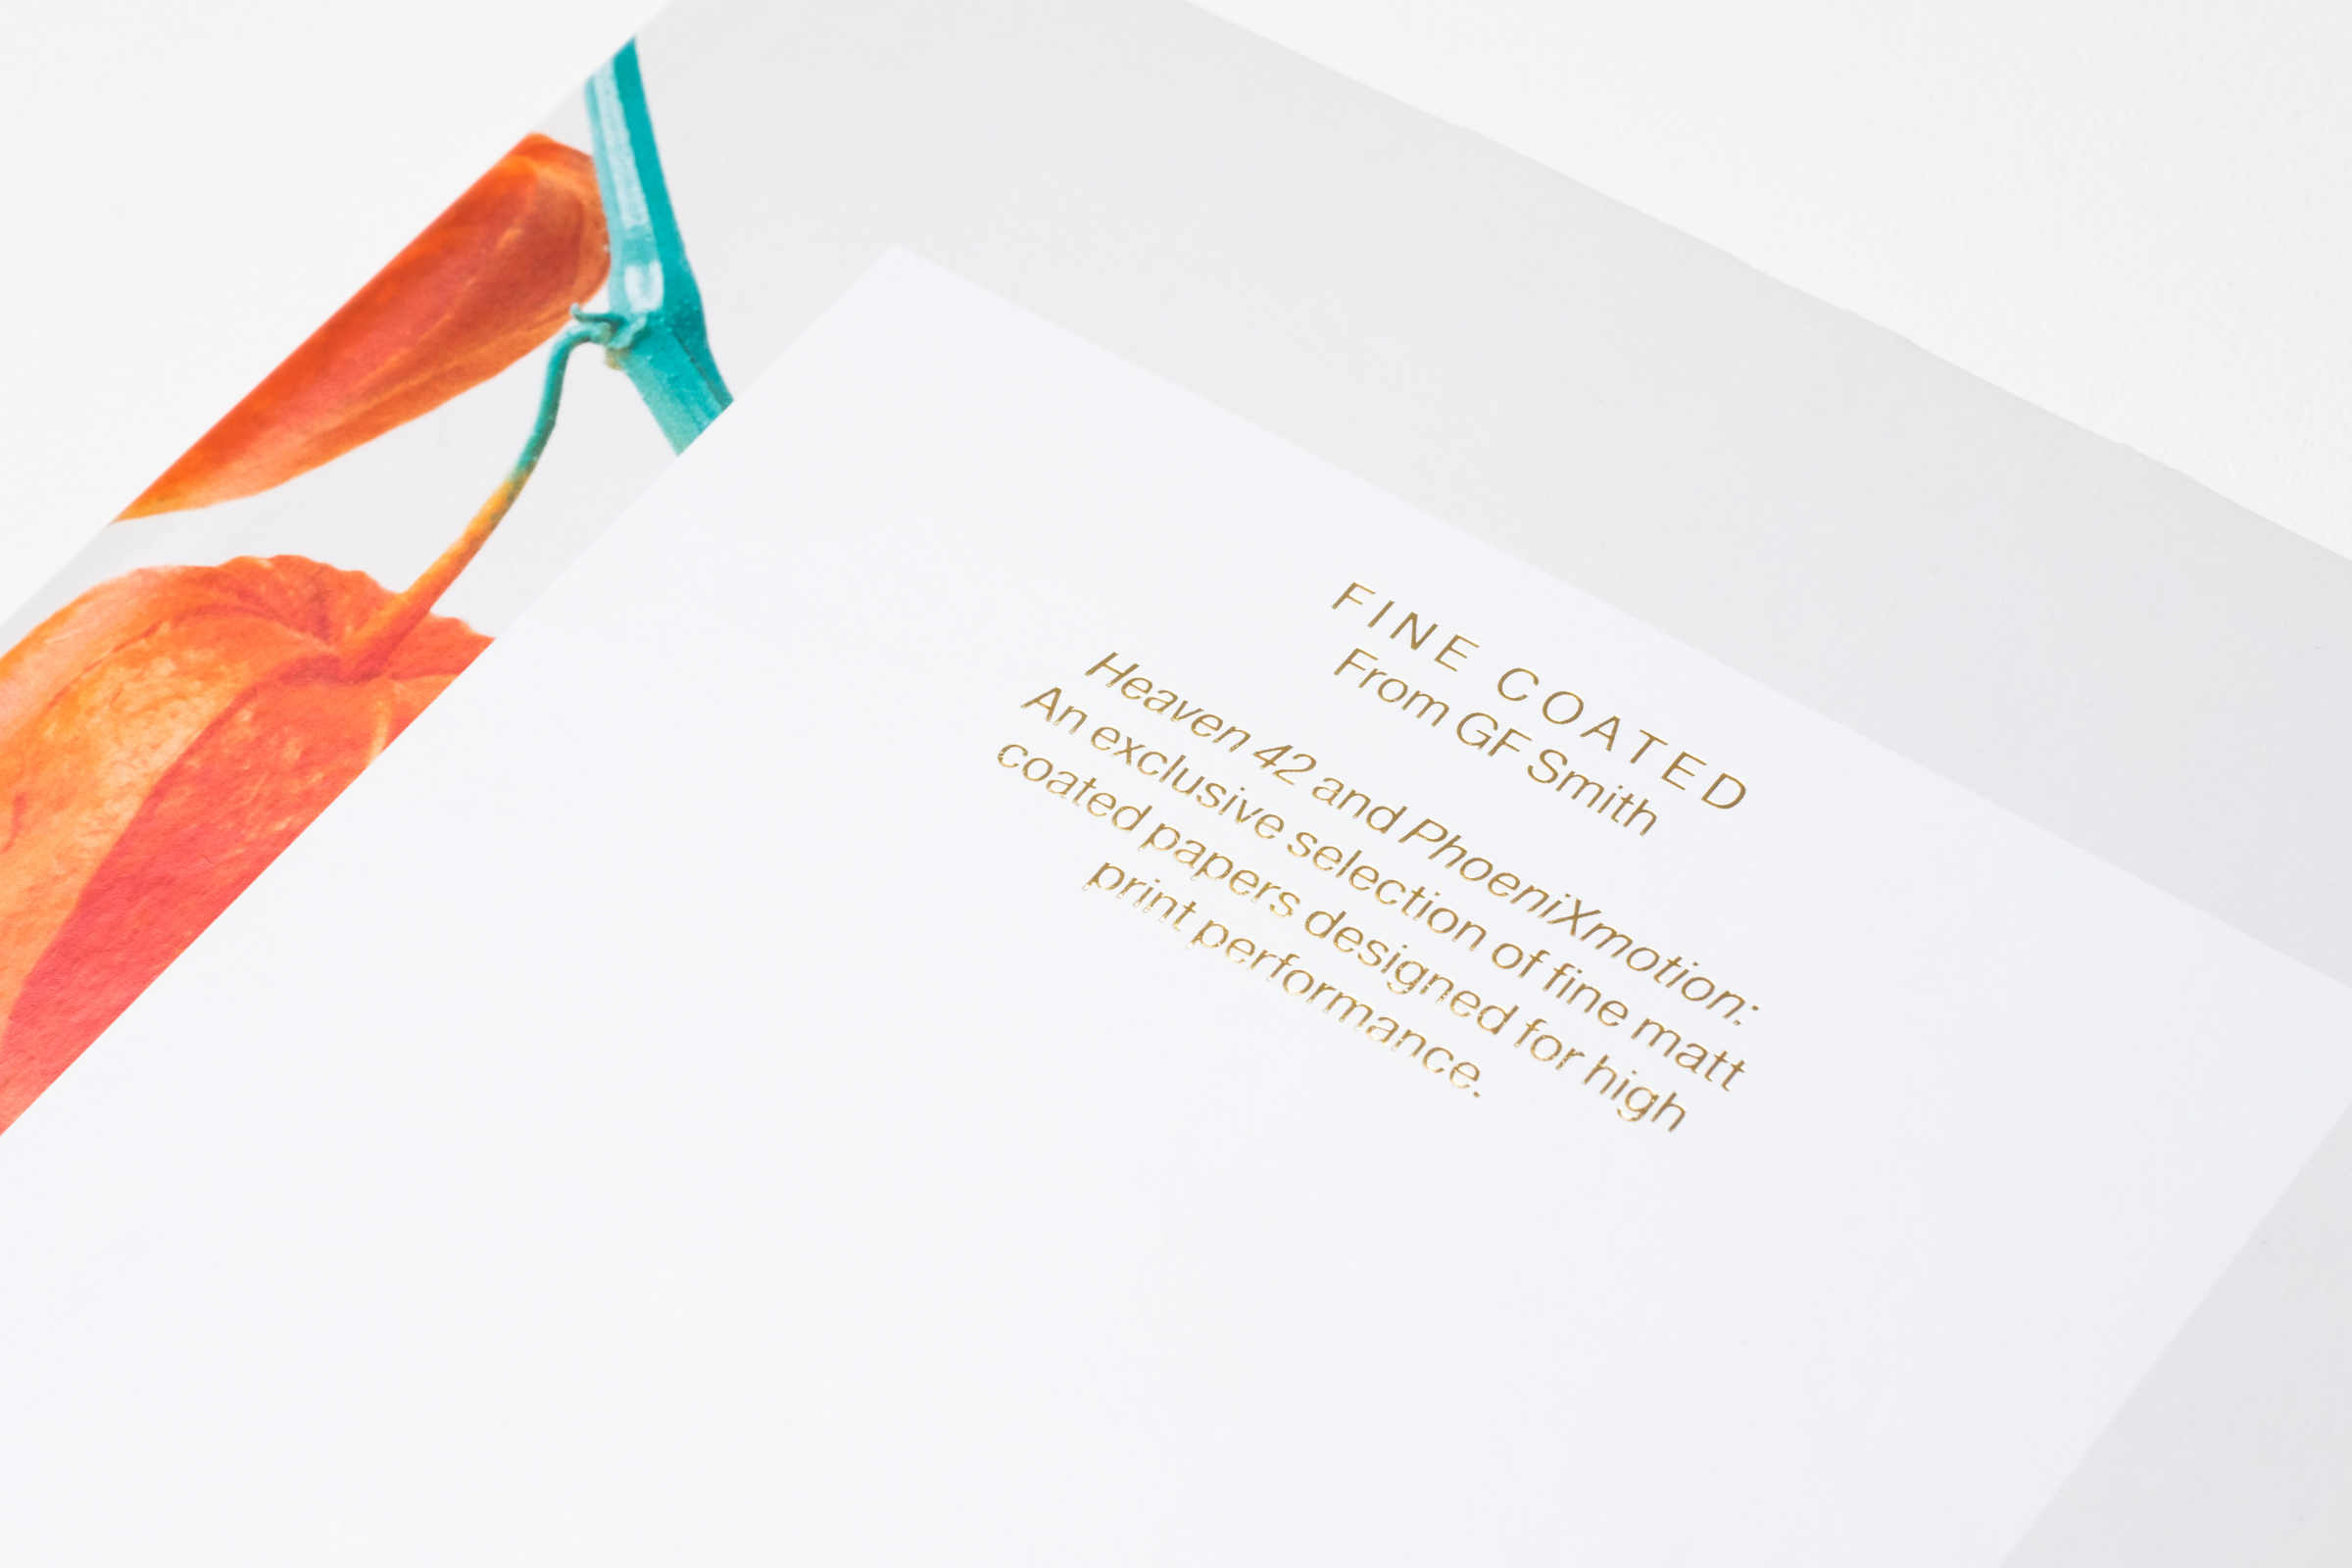 FINE COATED
From GF Smith
Heaven 42 and PhoeniXmotion:
An exclusive selection of fine matt
coated papers designed for high
print performance.